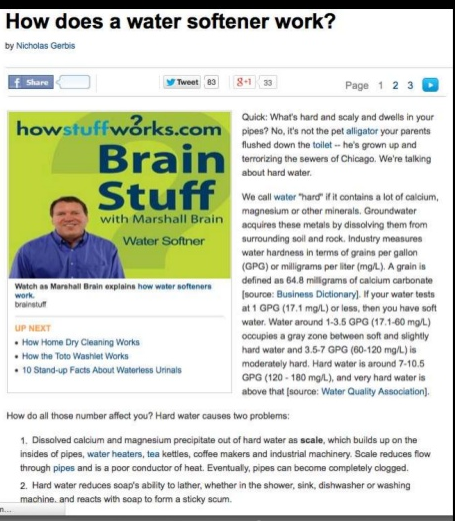 How does a water softener work?
by Nicholas Gerbis
f Share
Tweet 83
8+1 33
Page 1 2 3
howstuffworks.com
Brain
Stuff
with Marshall Brain
Water Softner
Watch as Marshall Brain explains how water softeners
work.
brainstuff
UP NEXT
• How Home Dry Cleaning Works
• How the Toto Washlet Works
• 10 Stand-up Facts About Waterless Urinals
Quick: What's hard and scaly and dwells in your
pipes? No, it's not the pet alligator your parents
flushed down the toilet -- he's grown up and
terrorizing the sewers of Chicago. We're talking
about hard water.
We call water "hard" if it contains a lot of calcium,
magnesium or other minerals. Groundwater
acquires these metals by dissolving them from
surrounding soil and rock. Industry measures
water hardness in terms of grains per gallon
(GPG) or milligrams per liter (mg/L). A grain is
defined as 64.8 milligrams of calcium carbonate
[source: Business Dictionary]. If your water tests
at 1 GPG (17.1 mg/L) or less, then you have soft
water. Water around 1-3.5 GPG (17.1-60 mg/L)
occupies a gray zone between soft and slightly
hard water and 3.5-7 GPG (60-120 mg/L) is
moderately hard. Hard water is around 7-10.5
GPG (120 - 180 mg/L), and very hard water is
above that [source: Water Quality Association].
How do all those number affect you? Hard water causes two problems:
1. Dissolved calcium and magnesium precipitate out of hard water as scale, which builds up on the
insides of pipes, water heaters, tea kettles, coffee makers and industrial machinery. Scale reduces flow
through pipes and is a poor conductor of heat. Eventually, pipes can become completely clogged.
2. Hard water reduces soap's ability to lather, whether in the shower, sink, dishwasher or washing
machine, and reacts with soap to form a sticky scum.